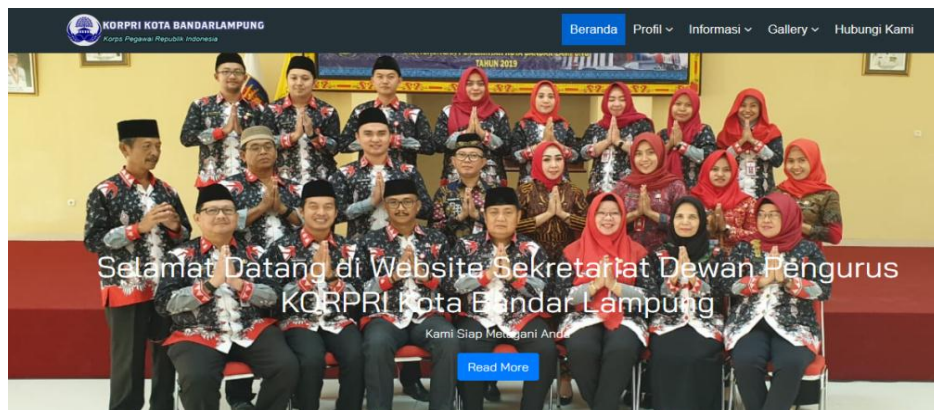 KORPRI KOTA BANDARLAMPUNG
Korps Pegawai Republik Indonesia
Beranda Profil Informasi Gallery Hubungi Kami
TAHUN 2019
Selamat Datang di Website Sekretariat Dewan Pengurus
KORPRI Kota Bandar Lampung
Kami Siap Melayani Anda
Read More